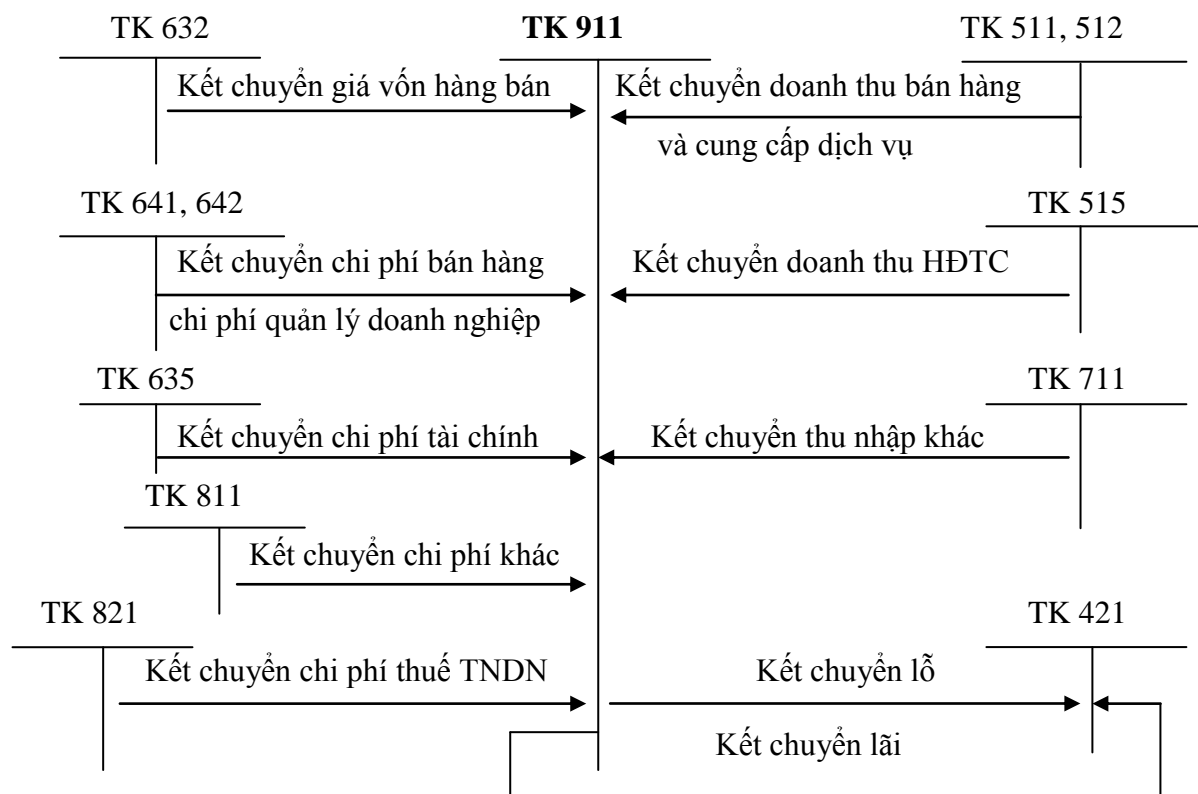 TK 632
TK 911
TK 511, 512
Kết chuyển giá vốn hàng bán
Kết chuyển doanh thu bán hàng
và cung cấp dịch vụ
TK 641, 642
TK 515
Kết chuyển chi phí bán hàng
Kết chuyển doanh thu HĐTC
chi phí quản lý doanh nghiệp
TK 635
TK 711
Kết chuyển chi phí tài chính
Kết chuyển thu nhập khác
TK 811
Kết chuyển chi phí khác
TK 821
TK 421
Kết chuyển chi phí thuế TNDN
Kết chuyển lỗ
Kết chuyển lãi